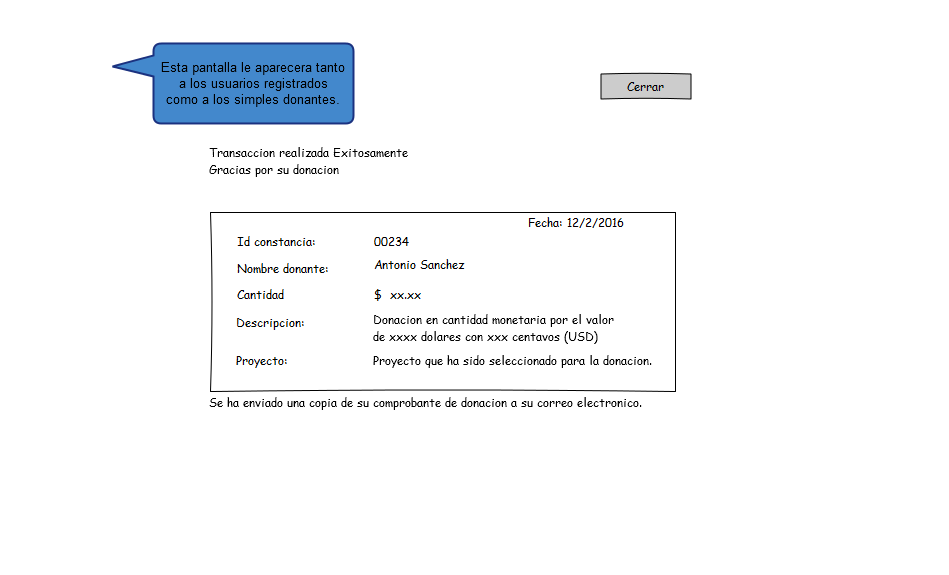 Esta pantalla le aparecera tanto
a los usuarios registrados
como a los simples donantes.
Cerrar
Transaccion realizada Exitosamente
Gracias por su donacion
Fecha: 12/2/2016
Id constancia: 00234
Nombre donante: Antonio Sanchez
Cantidad $ xx.xx
Descripcion: Donacion en cantidad monetaria por el valor
de xxxx dolares con xxx centavos (USD)
Proyecto: Proyecto que ha sido seleccionado para la donacion.
Se ha enviado una copia de su comprobante de donacion a su correo electronico.